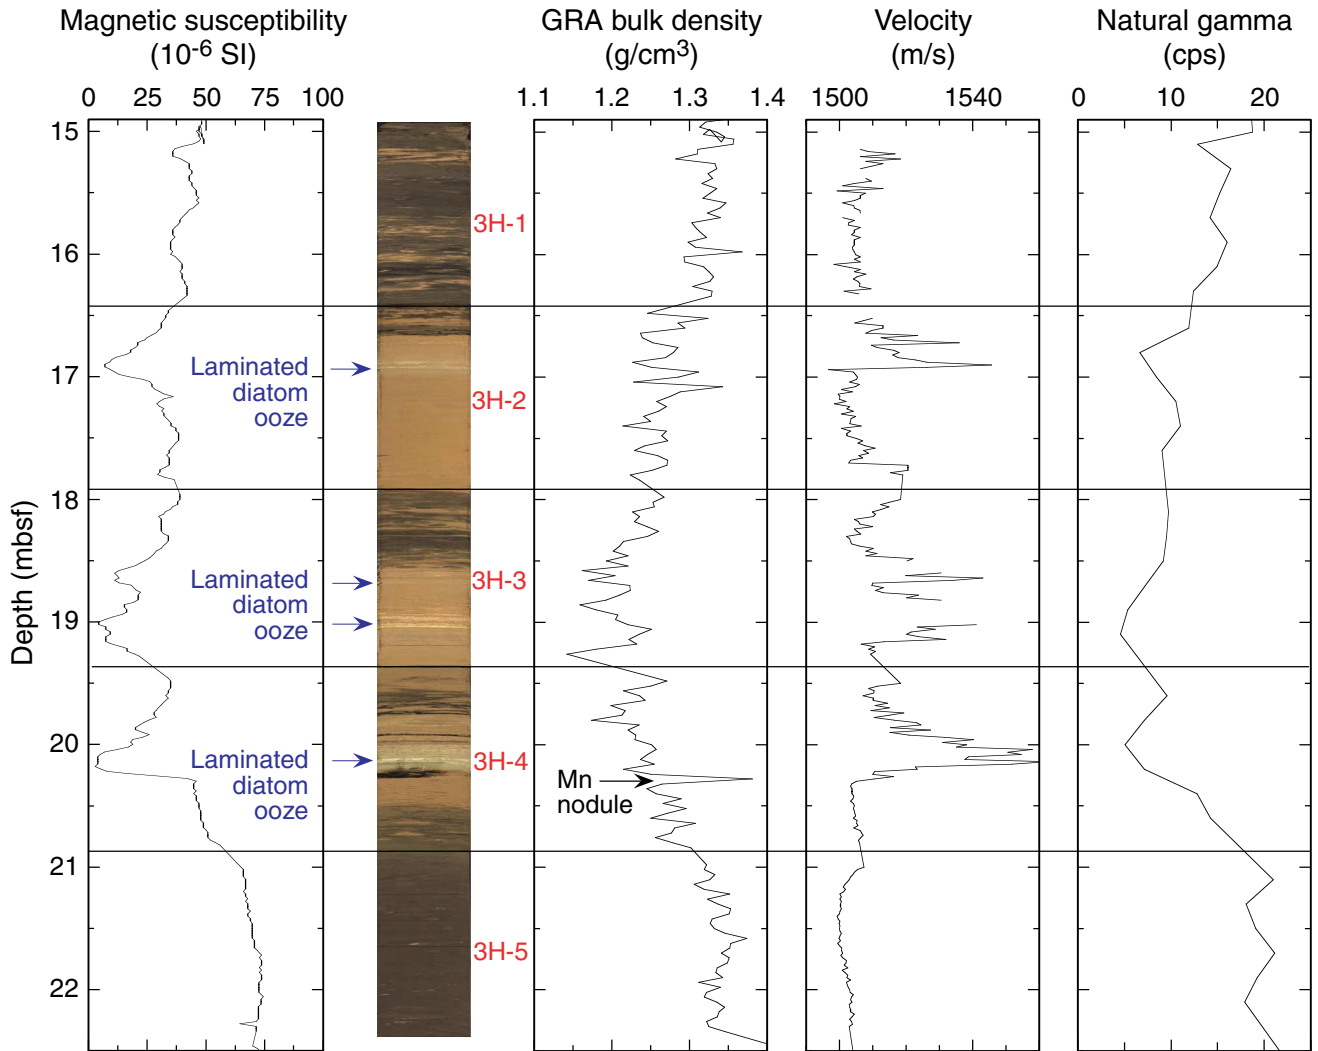 Magnetic susceptibility
(10-6 SI)
GRA bulk density
(g/cm3)
Velocity
(m/s)
Natural gamma
(cps)
0 25 50 75 100
1.1 1.2 1.3 1.4
1500 1540
0 10 20
Depth (mbsf)
15
16
17
18
19
20
21
22
3H-1
Laminated
diatom
ooze
3H-2
Laminated
diatom
ooze
3H-3
Laminated
diatom
ooze
3H-4
Mn
nodule
3H-5